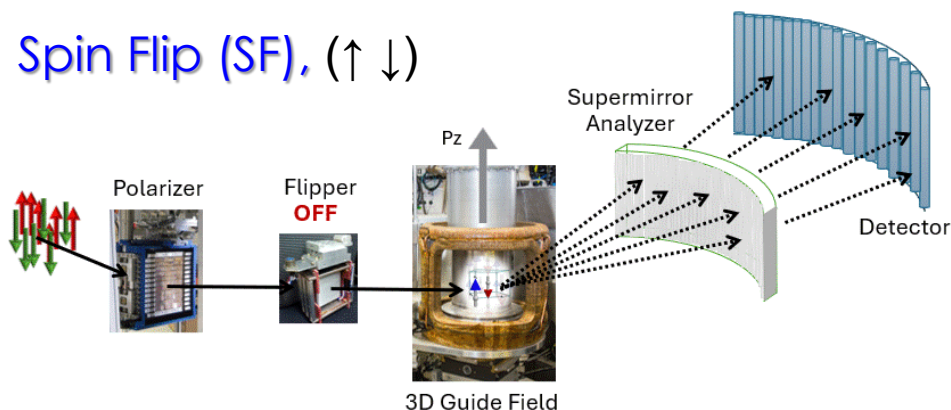 Spin Flip (SF), (↑ ↓)
Supermirror
Analyzer
Pz
Polarizer
Flipper
OFF
Detector
3D Guide Field